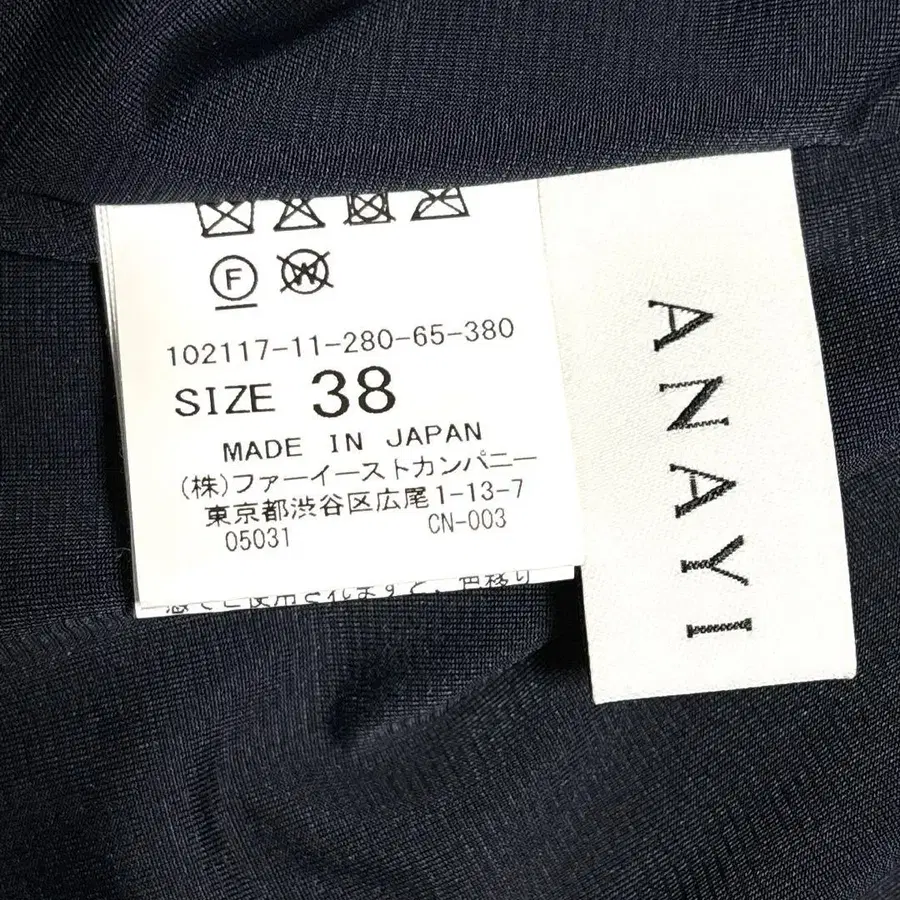 F
W
102117-11-280-65-380
SIZE 38
MADE IN JAPAN
(株)ファーイーストカンパニー
東京都渋谷区広尾1-13-7
05031 CN-003
ANAYI